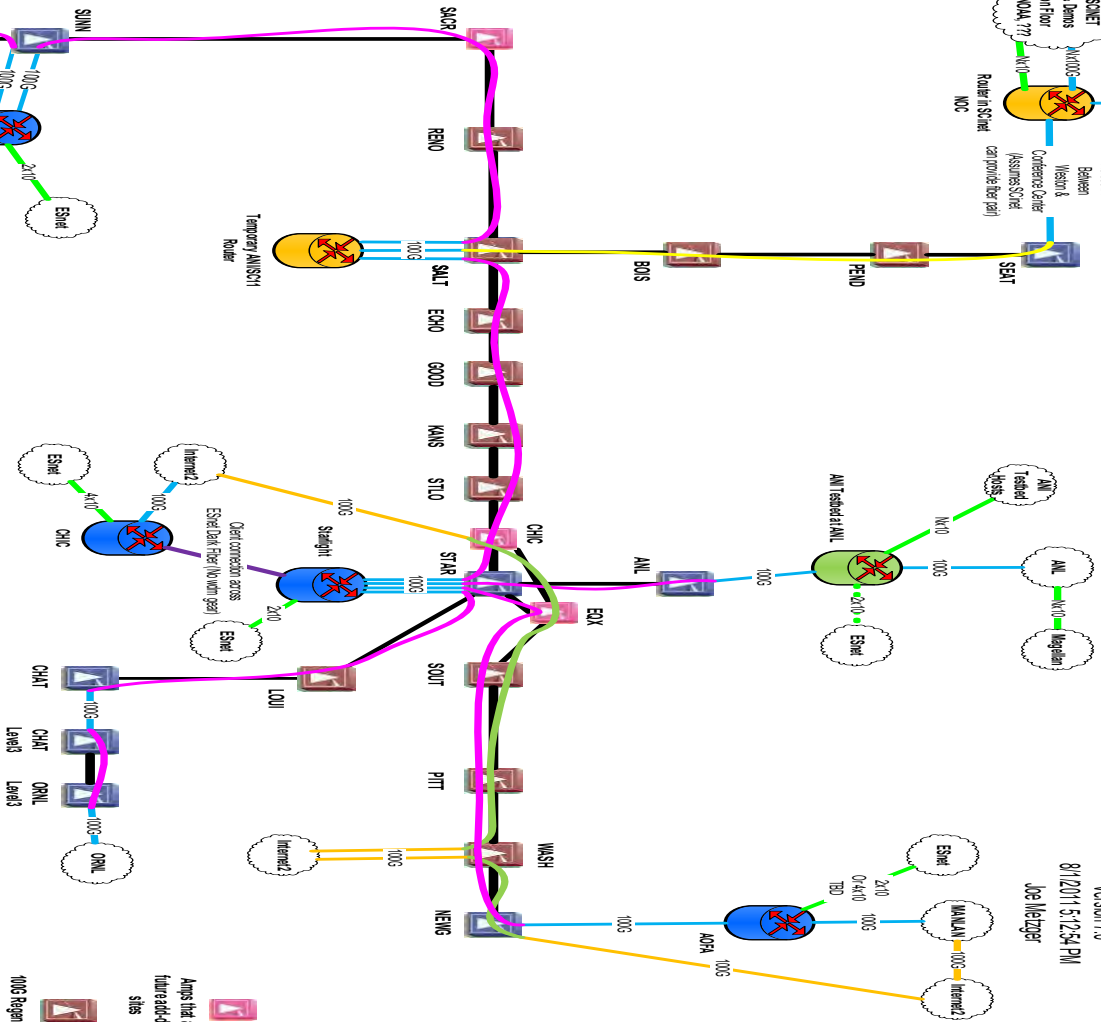 SCINET
Demos
n Floor
NOAA, ???
Nx100G
Nx10
Router in SCinet
NOC
Between
Weston &
Conference Center
(Assumes SCinet
can provide fiber pair)
SEAT
PEND
BOIS
8/1/2011 5:12:54 PM
Joe Metzger
ANI
Testbed
Hosts
Nx10
ANL
Nx10
Magellan
100G
ANI Testbed at ANL
2x10
ESnet
100G
ANL
ESnet
2x10
Or 4x10
TBD
MANLAN
100G
Internet2
100G
AOFA
100G
100G
SACR
RENO
SALT
ECHO
GOOD
KANS
STLO
CHIC
STAR
EQX
SOUT
PITT
WASH
NEWG
100G
Temporary ANI/SC11
Router
100G
Starlight
100G
Internet2
100G
Client connection across
ESnet Dark Fiber (No wdm gear)
2x10
ESnet
LOUI
100G
Internet2
Internet2
100G
4x10
ESnet
CHIC
SUNN
100G
100G
2x10
ESnet
CHAT
100G
CHAT
Level3
ORNL
Level3
100G
ORNL
Amps that
future add-d
sites
100G Regen